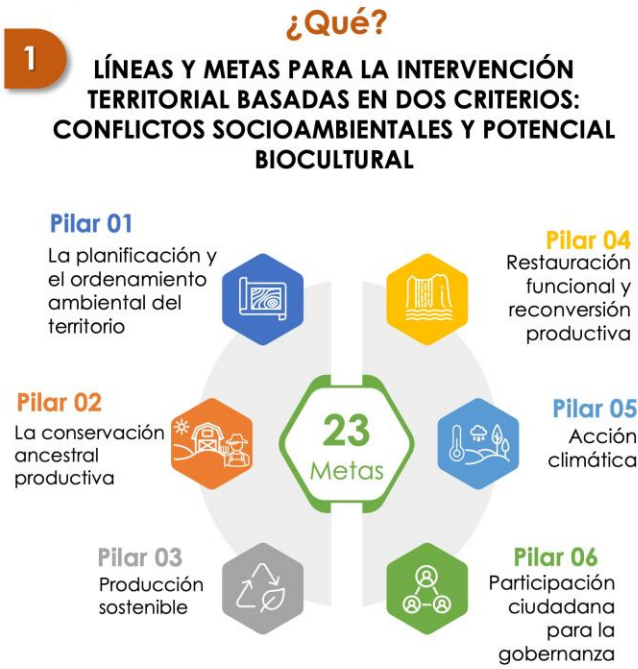 ¿Qué?
1
LÍNEAS Y METAS PARA LA INTERVENCIÓN
TERRITORIAL BASADAS EN DOS CRITERIOS:
CONFLICTOS SOCIOAMBIENTALES Y POTENCIAL
BIOCULTURAL
Pilar 01
La planificación y
el ordenamiento
ambiental del
territorio
Pilar 02
La conservación
ancestral
productiva
Pilar 03
Producción
sostenible
23
Metas
Pilar 04
Restauración
funcional y
reconversión
productiva
Pilar 05
Acción
climática
Pilar 06
Participación
ciudadana
para la
gobernanza